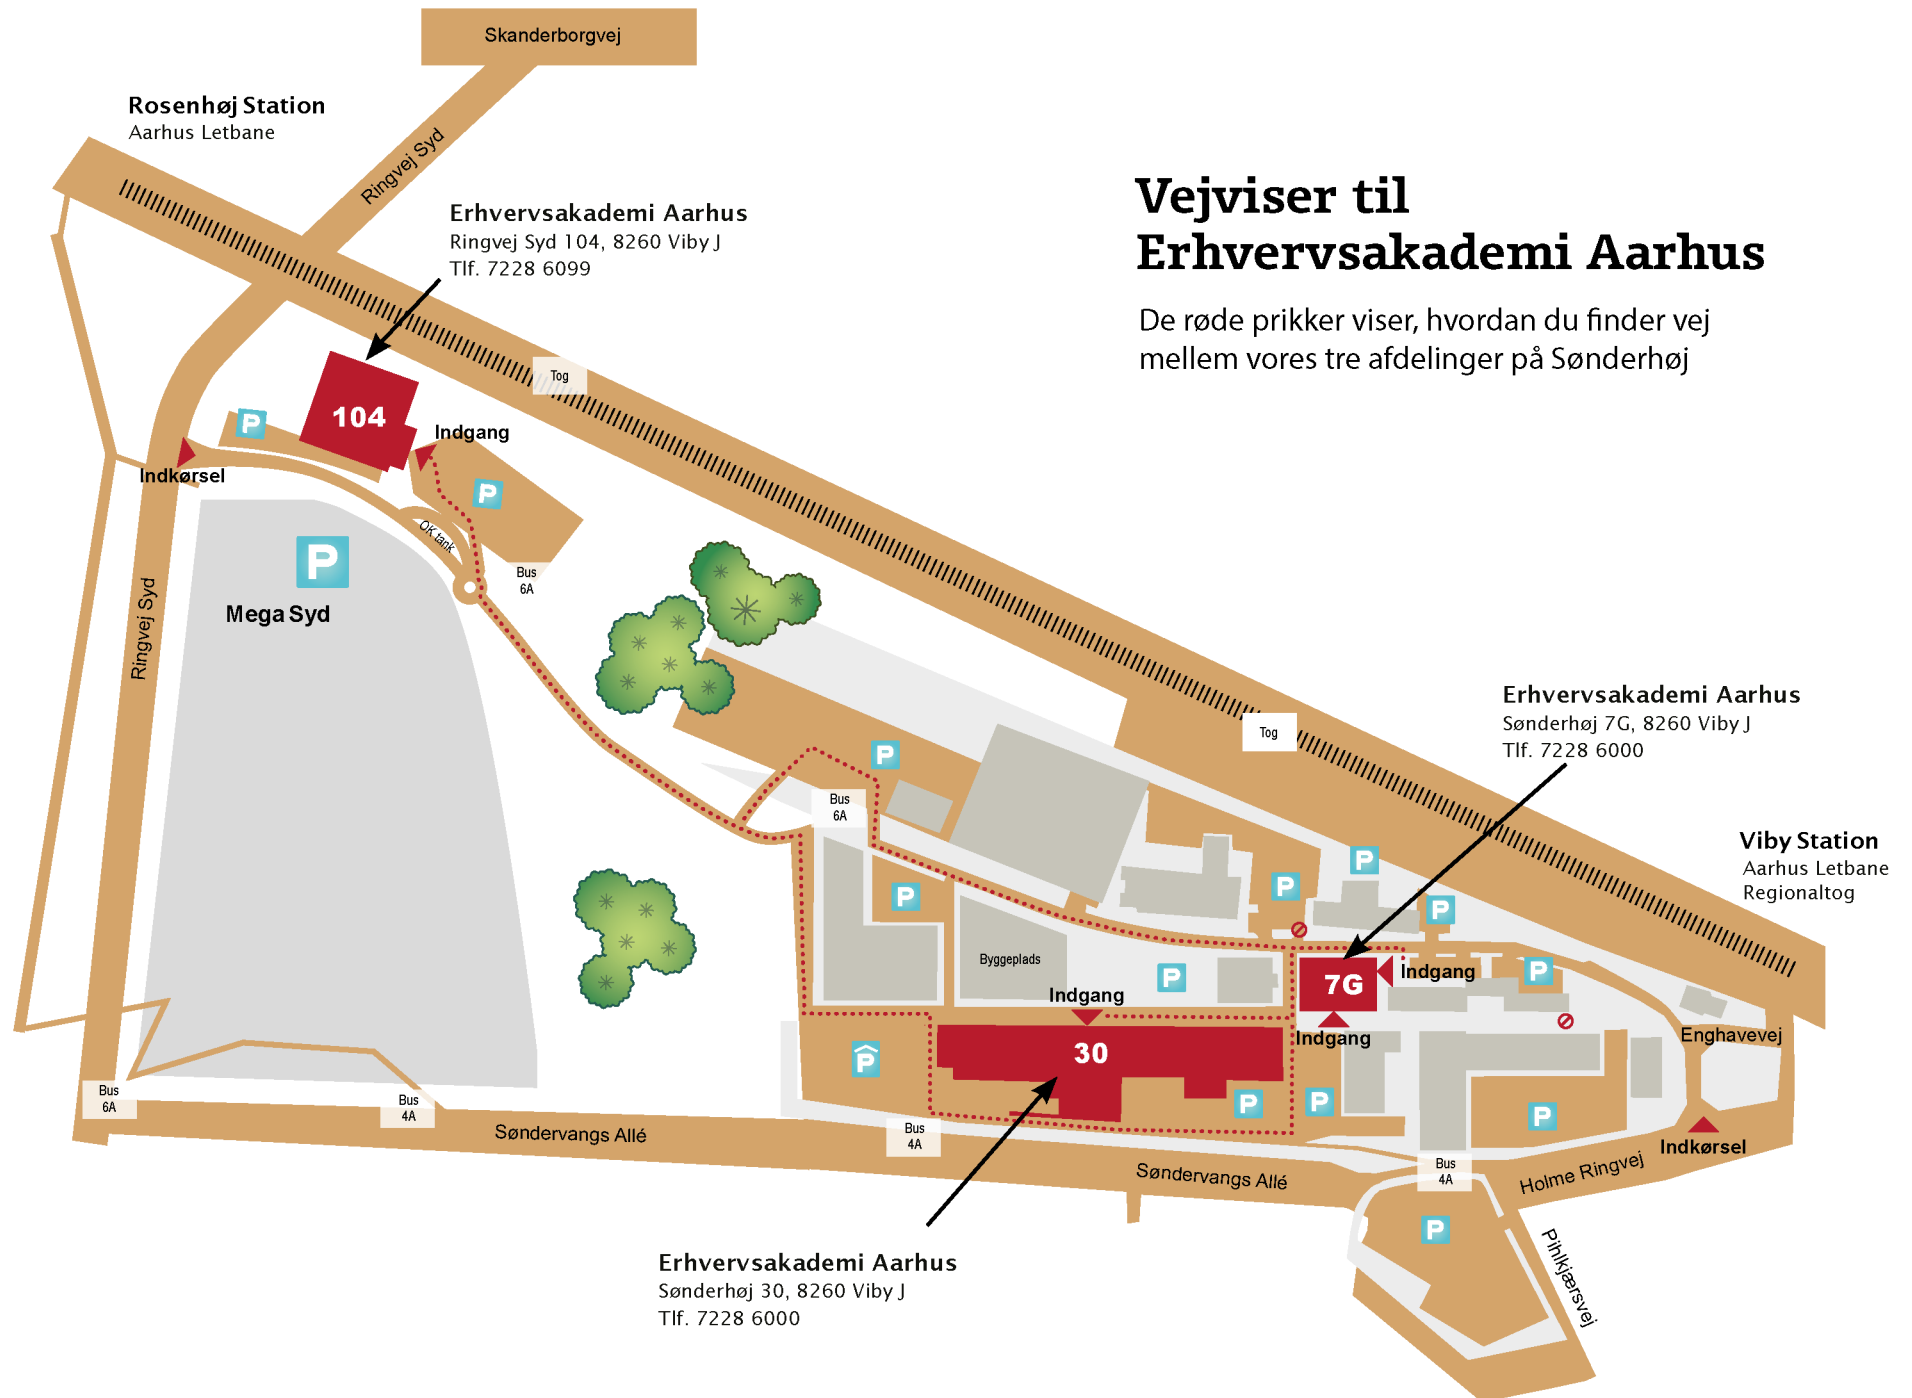 Skanderborgvej
Rosenhøj Station
Aarhus Letbane
Ringvej Syd
Erhvervsakademi Aarhus
Ringvej Syd 104, 8260 Viby J
Tlf. 7228 6099
Vejviser til
Erhvervsakademi Aarhus
De røde prikker viser, hvordan du finder vej
mellem vores tre afdelinger på Sønderhøj
Tog
104
P
Indgang
Indkørsel
P
OK tank
P
Mega Syd
Bus
6A
Ringvej Syd
Erhvervsakademi Aarhus
Sønderhøj 7G, 8260 Viby J
Tlf. 7228 6000
Tog
P
Bus
6A
Viby Station
Aarhus Letbane
Regionaltog
P
P
P
P
Byggeplads
P
Indgang
7G
Indgang
P
Indgang
Indgang
Enghavevej
P
30
P
P
P
Bus
6A
Bus
4A
Søndervangs Allé
Bus
4A
Søndervangs Allé
Bus
4A
Holme Ringvej
Indkørsel
P
Pihlkjærsvej
Erhvervsakademi Aarhus
Sønderhøj 30, 8260 Viby J
Tlf. 7228 6000